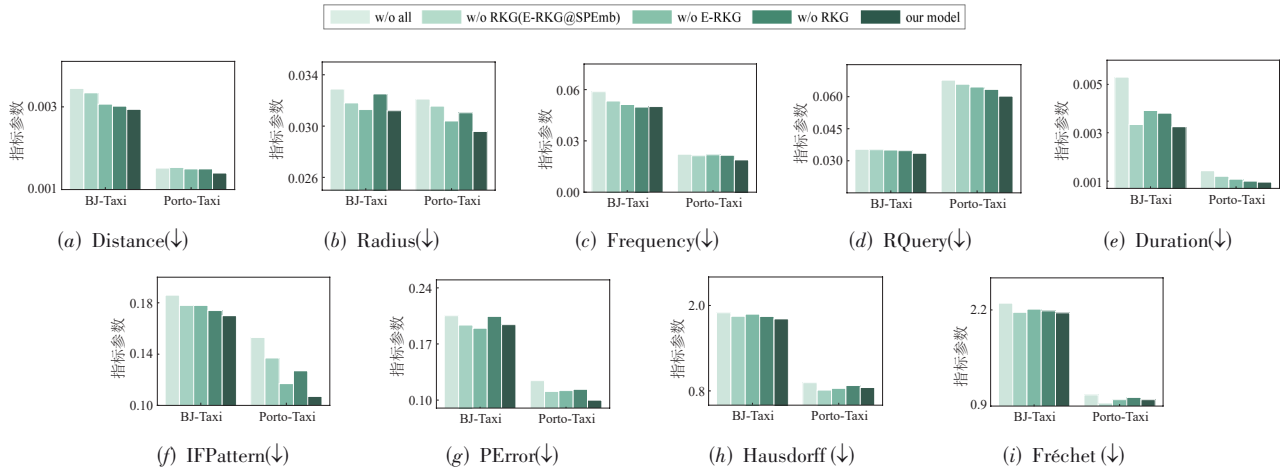 w/o all w/o RKG(E-RKG@SPEmb) w/o E-RKG w/o RKG our model
指标参数
0.003
0.001
BJ-Taxi Porto-Taxi
(a) Distance(↓)
指标参数
0.034
0.030
0.026
BJ-Taxi Porto-Taxi
(b) Radius(↓)
指标参数
0.06
0.03
0.00
BJ-Taxi Porto-Taxi
(c) Frequency(↓)
指标参数
0.060
0.045
0.030
BJ-Taxi Porto-Taxi
(d) RQuery(↓)
指标参数
0.005
0.003
0.001
BJ-Taxi Porto-Taxi
(e) Duration(↓)
指标参数
0.18
0.14
0.10
BJ-Taxi Porto-Taxi
(f) IFPattern(↓)
指标参数
0.24
0.17
0.10
BJ-Taxi Porto-Taxi
(g) PError(↓)
指标参数
2.0
0.8
BJ-Taxi Porto-Taxi
(h) Hausdorff (↓)
指标参数
2.2
0.9
BJ-Taxi Porto-Taxi
(i) Fréchet (↓)